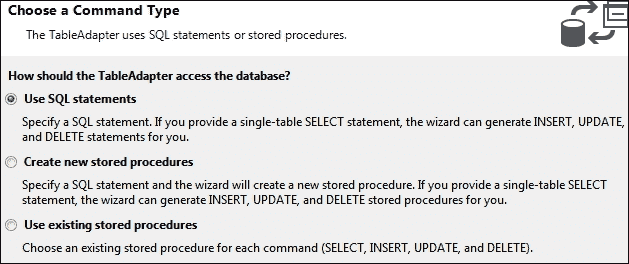 Choose a Command Type
The TableAdapter uses SQL statements or stored procedures.
How should the TableAdapter access the database?
Use SQL statements
Specify a SQL statement. If you provide a single-table SELECT statement, the wizard can generate INSERT, UPDATE,
and DELETE statements for you.
Create new stored procedures
Specify a SQL statement and the wizard will create a new stored procedure. If you provide a single-table SELECT
statement, the wizard can generate INSERT, UPDATE, and DELETE stored procedures for you.
Use existing stored procedures
Choose an existing stored procedure for each command (SELECT, INSERT, UPDATE, and DELETE).